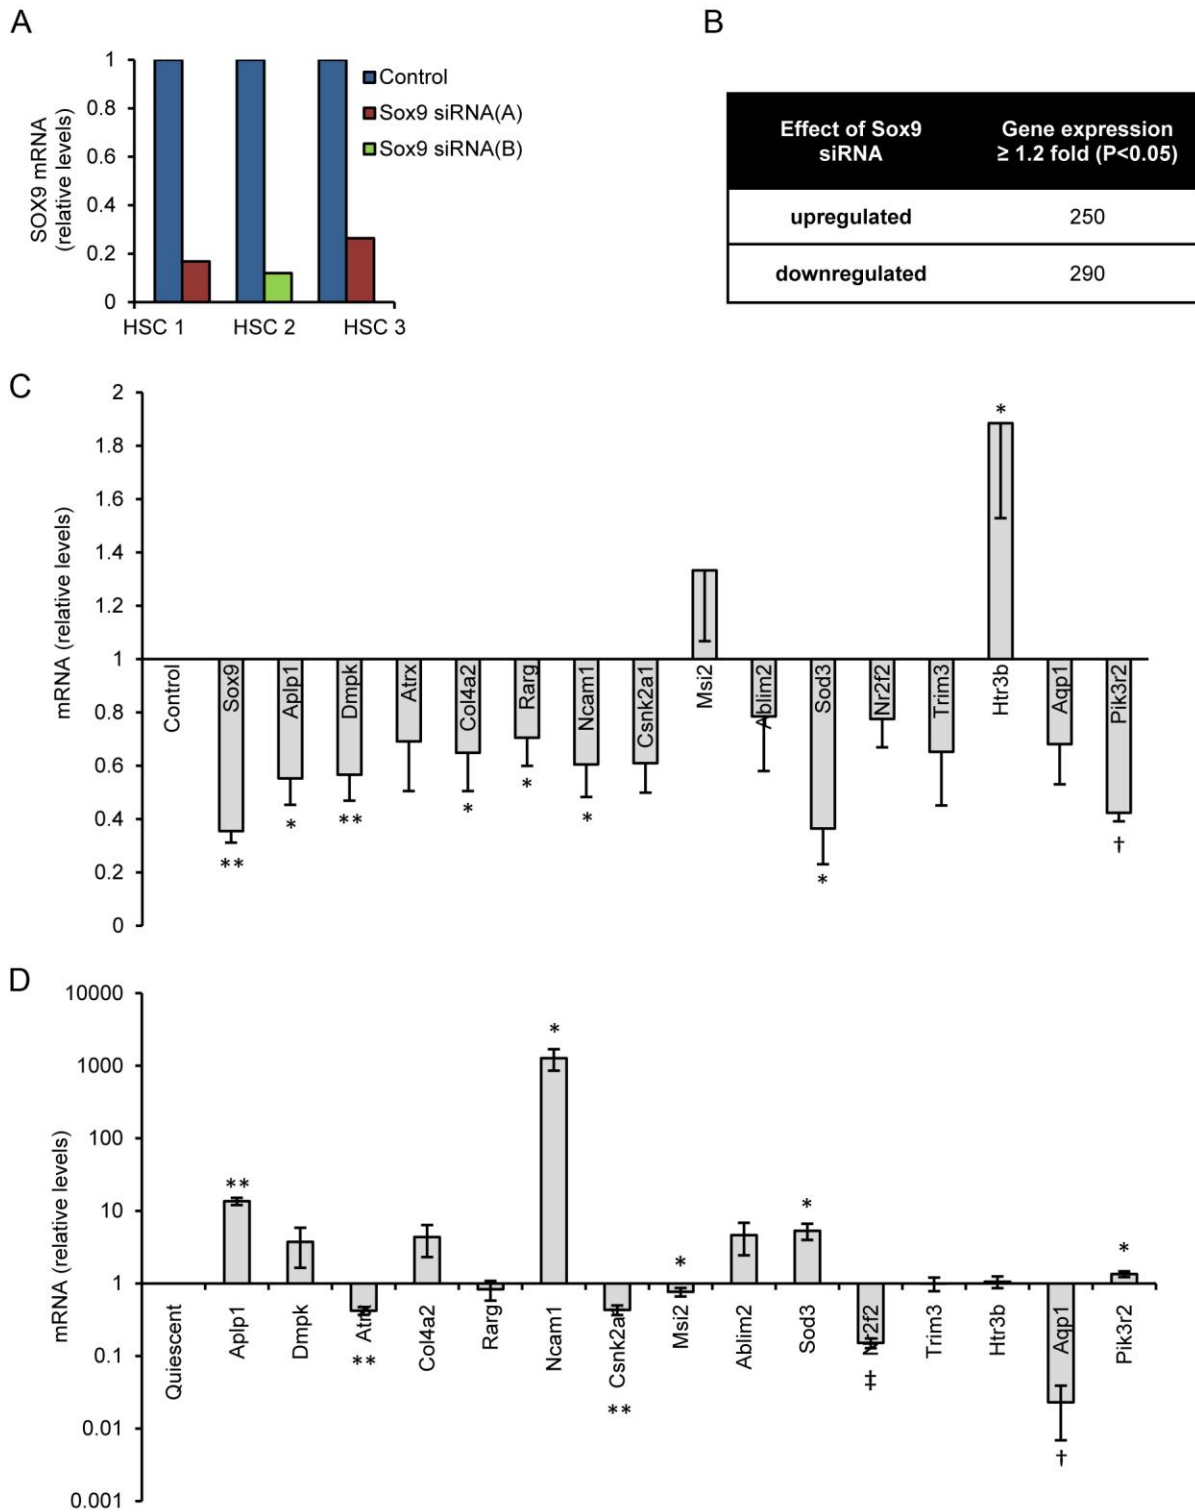 A
SOX9 mRNA
(relative levels)
1
0.8
0.6
0.4
0.2
0
HSC 1
HSC 2
HSC 3
Control
Sox9 siRNA(A)
Sox9 siRNA(B)
B
Effect of Sox9
siRNA
Gene expression
≥ 1.2 fold (P<0.05)
upregulated
250
downregulated
290
C
mRNA (relative levels)
2
1.8
1.6
1.4
1.2
1
0.8
0.6
0.4
0.2
0
Control
Sox9
**
Aplp1
*
Dmpk
**
Atrx
Col4a2
*
Rarg
*
Ncam1
*
Csnk2a1
Msi2
Ablim2
Sod3
*
Nr2f2
Trim3
Htr3b
*
Aqp1
Pik3r2
†
D
mRNA (relative levels)
10000
1000
100
10
1
0.1
0.01
0.001
Quiescent
Aplp1
**
Dmpk
Atrx
**
Col4a2
Rarg
Ncam1
*
Csnk2a1
**
Msi2
*
Ablim2
Sod3
*
Nr2f2
‡
Trim3
Htr3b
Aqp1
†
Pik3r2
*